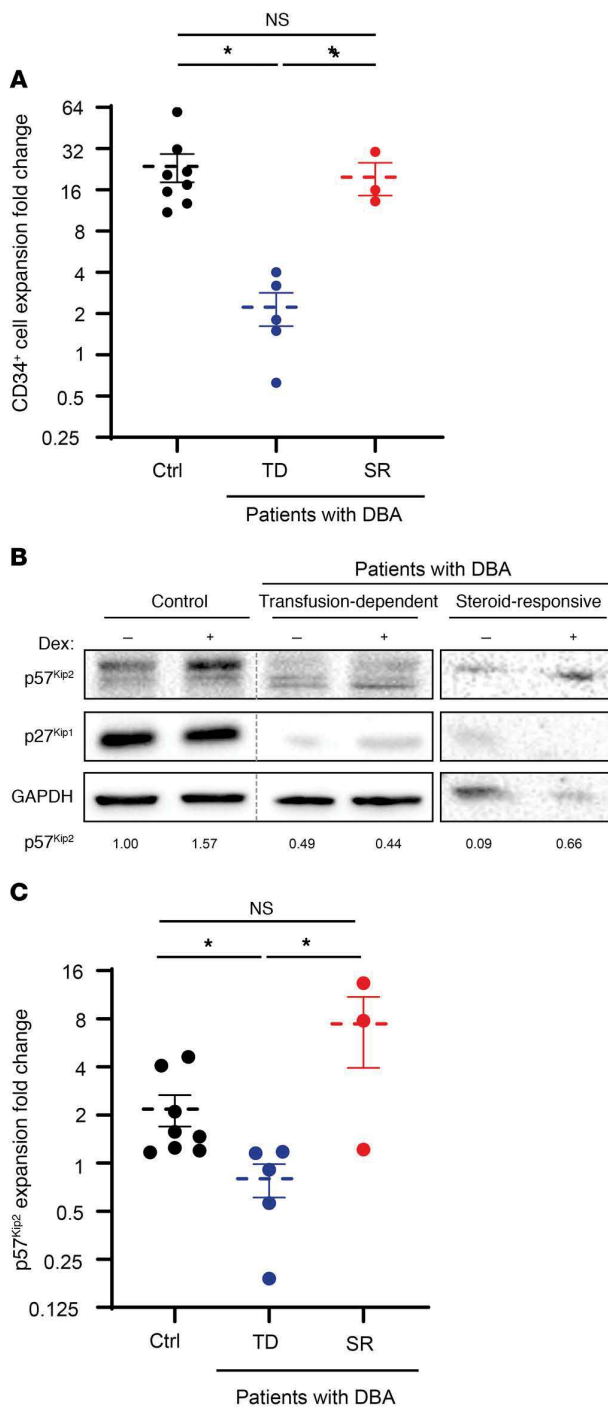 NS
* *
A
64
32
16
8
4
2
1
0.5
0.25
CD34+ cell expansion fold change
Ctrl TD SR
Patients with DBA
B
Patients with DBA
Control Transfusion-dependent Steroid-responsive
Dex: – + – + – +
p57Kip2
p27Kip1
GAPDH
p57Kip2 1.00 1.57 0.49 0.44 0.09 0.66
C
NS
* *
16
8
4
2
1
0.5
0.25
0.125
p57Kip2 expansion fold change
Ctrl TD SR
Patients with DBA